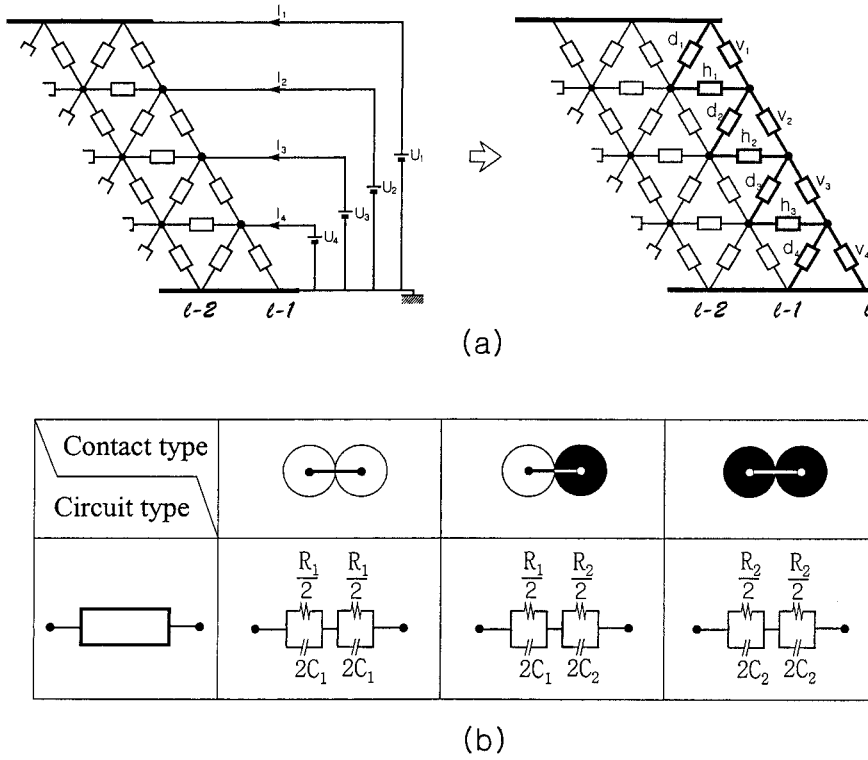 I₁
I₂
I₃
I₄
U₁
U₂
U₃
U₄
ℓ-2
ℓ-1
d₁
v₁
h₁
d₂
v₂
h₂
d₃
v₃
h₃
d₄
v₄
ℓ-2
ℓ-1
ℓ
(a)
Contact type
Circuit type
R₁/2 R₁/2
2C₁ 2C₁
R₁/2 R₂/2
2C₁ 2C₂
R₂/2 R₂/2
2C₂ 2C₂
(b)